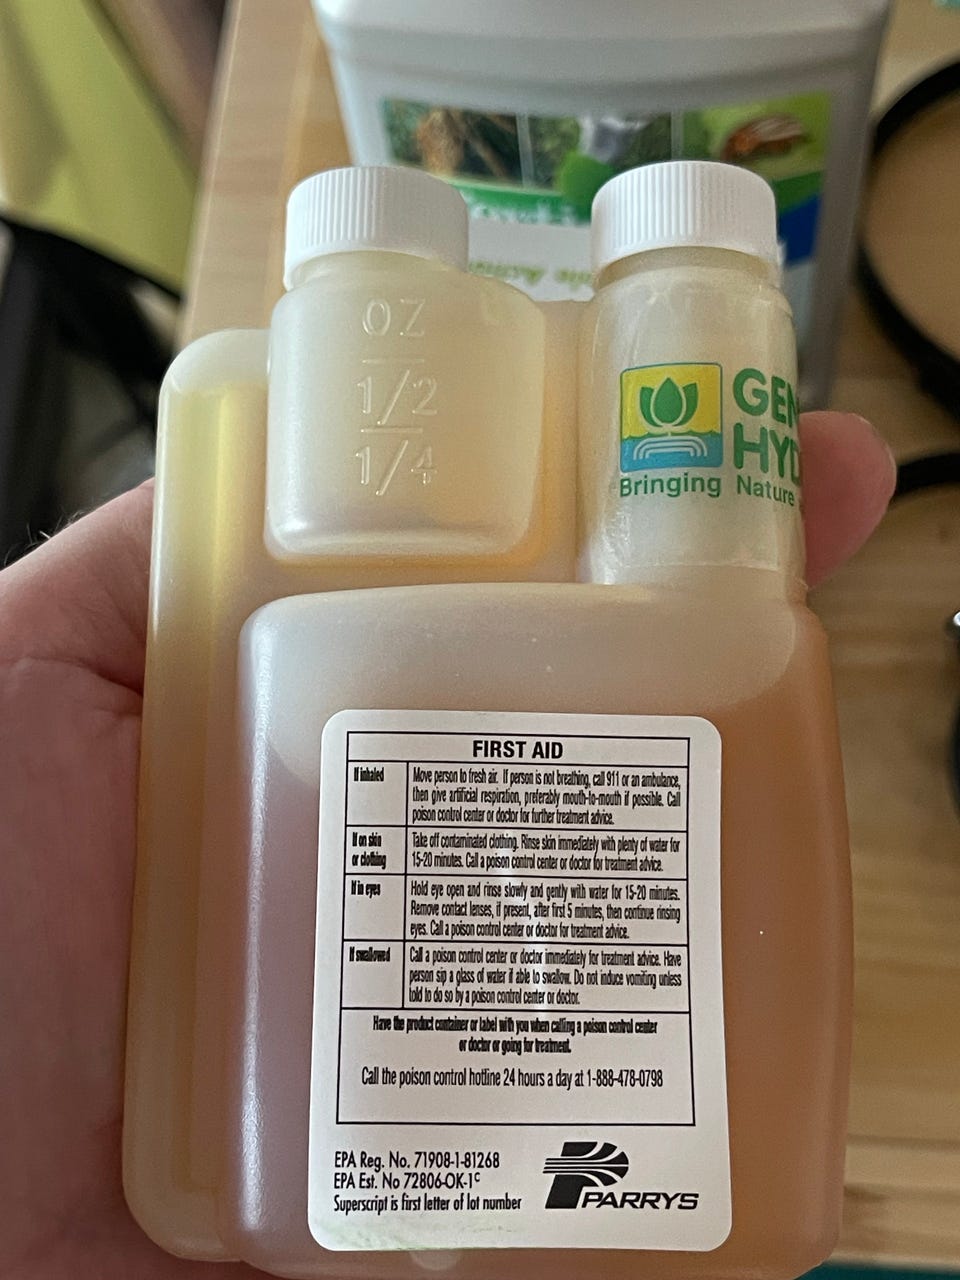 OZ
1/2
1/4
GEN
HYD
Bringing Nature
FIRST AID
If inhaled
Move person to fresh air. If person is not breathing, call 911 or an ambulance,
then give artificial respiration, preferably mouth-to-mouth if possible. Call
poison control center or doctor for further treatment advice.
If on skin
or clothing
Take off contaminated clothing. Rinse skin immediately with plenty of water for
15-20 minutes. Call a poison control center or doctor for treatment advice.
If in eyes
Hold eye open and rinse slowly and gently with water for 15-20 minutes.
Remove contact lenses, if present, after first 5 minutes, then continue rinsing
eyes. Call a poison control center or doctor for treatment advice.
If swallowed
Call a poison control center or doctor immediately for treatment advice. Have
person sip a glass of water if able to swallow. Do not induce vomiting unless
told to do so by a poison control center or doctor.
Have the product container or label with you when calling a poison control center
or doctor or going for treatment.
Call the poison control hotline 24 hours a day at 1-888-478-0798
EPA Reg. No. 71908-1-81268
EPA Est. No 72806-OK-1ᶜ
Superscript is first letter of lot number
PARRYS